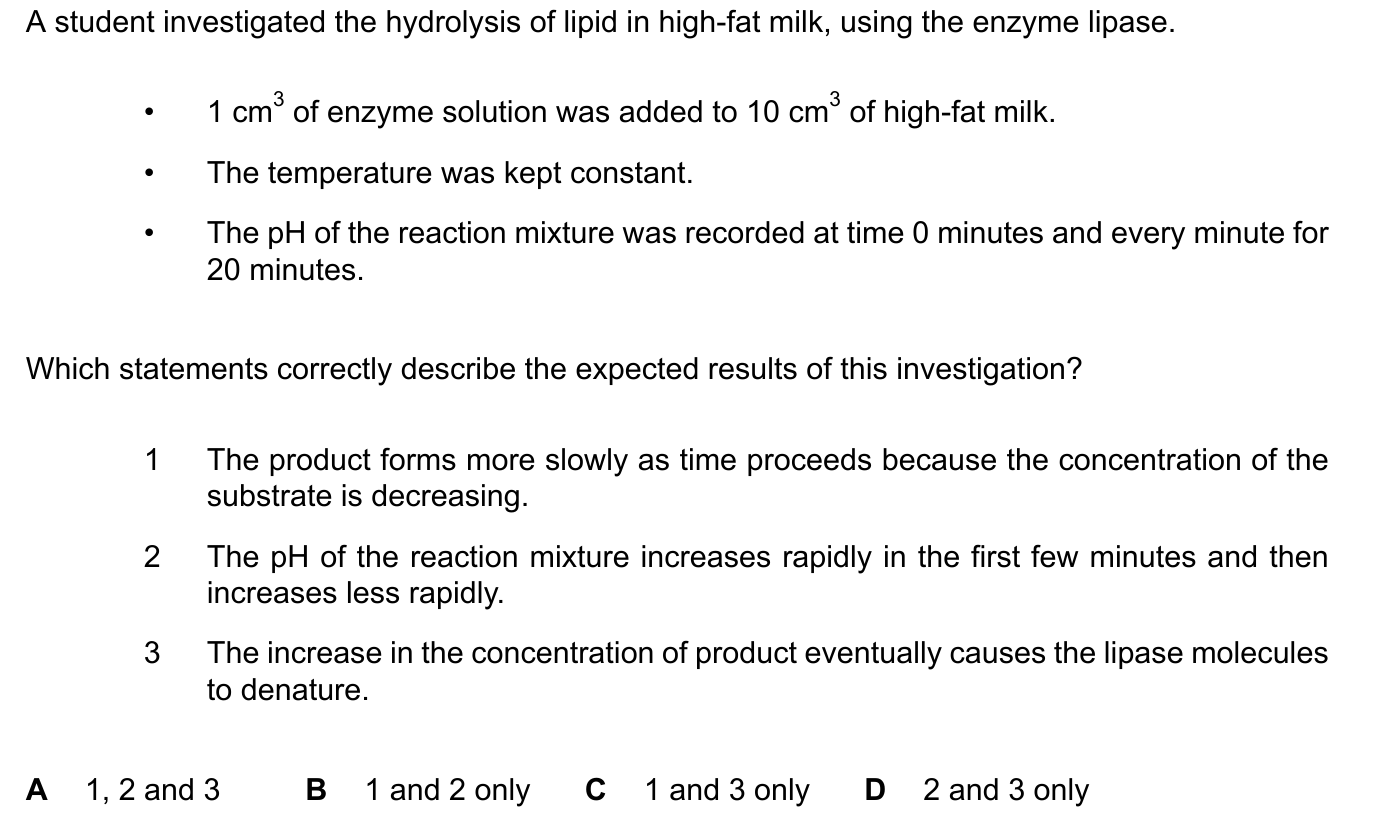 A student investigated the hydrolysis of lipid in high-fat milk, using the enzyme lipase.
• 1 cm³ of enzyme solution was added to 10 cm³ of high-fat milk.
• The temperature was kept constant.
• The pH of the reaction mixture was recorded at time 0 minutes and every minute for
20 minutes.
Which statements correctly describe the expected results of this investigation?
1 The product forms more slowly as time proceeds because the concentration of the
substrate is decreasing.
2 The pH of the reaction mixture increases rapidly in the first few minutes and then
increases less rapidly.
3 The increase in the concentration of product eventually causes the lipase molecules
to denature.
A 1, 2 and 3 B 1 and 2 only C 1 and 3 only D 2 and 3 only